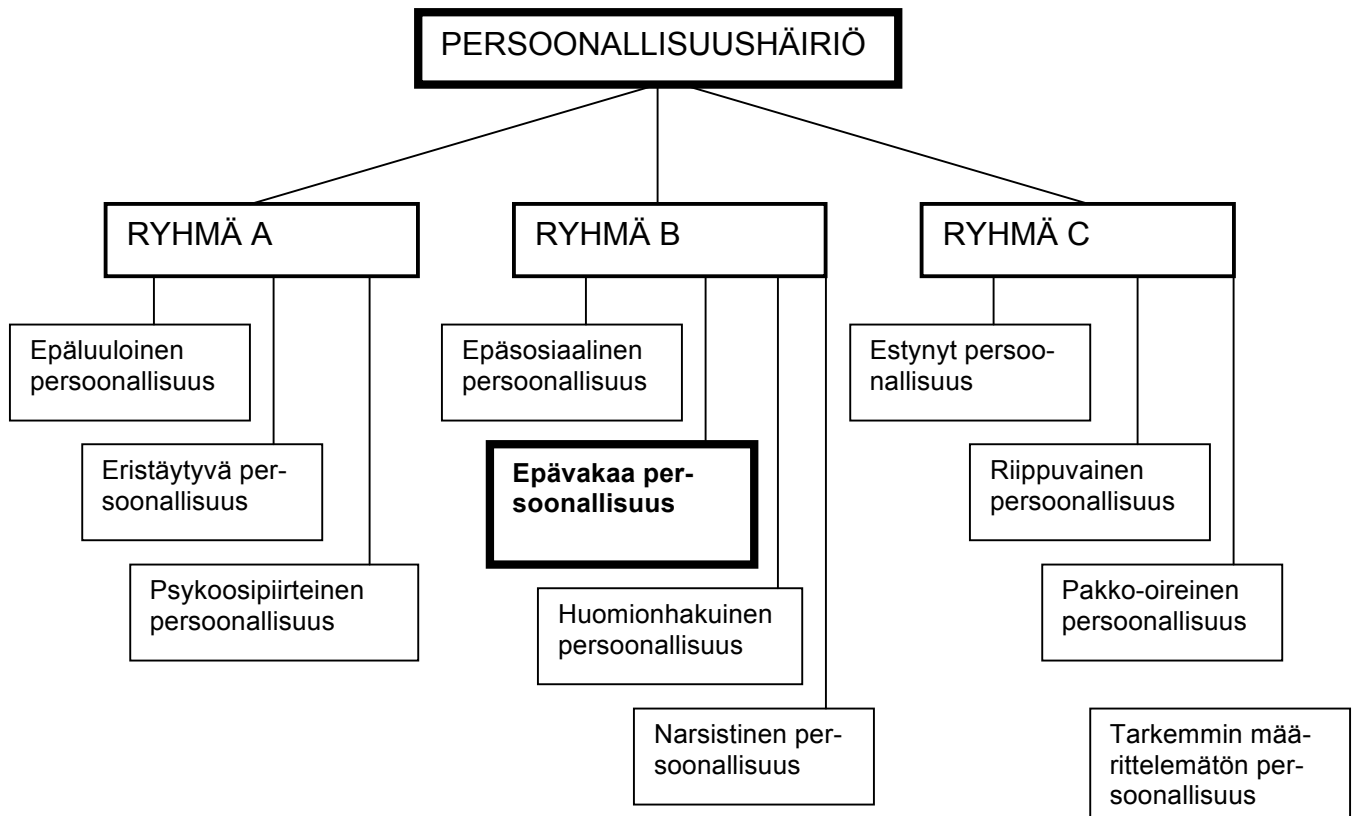 PERSOONALLISUUSHÄIRIÖ
RYHMÄ A
RYHMÄ B
RYHMÄ C
Epäluuloinen
persoonallisuus
Epäsosiaalinen
persoonallisuus
Estynyt persoo-
nallisuus
Eristäytyvä per-
soonallisuus
Epävakaa per-
soonallisuus
Riippuvainen
persoonallisuus
Psykoosipiirteinen
persoonallisuus
Huomionhakuinen
persoonallisuus
Pakko-oireinen
persoonallisuus
Narsistinen per-
soonallisuus
Tarkemmin mää-
rittelemätön per-
soonallisuus